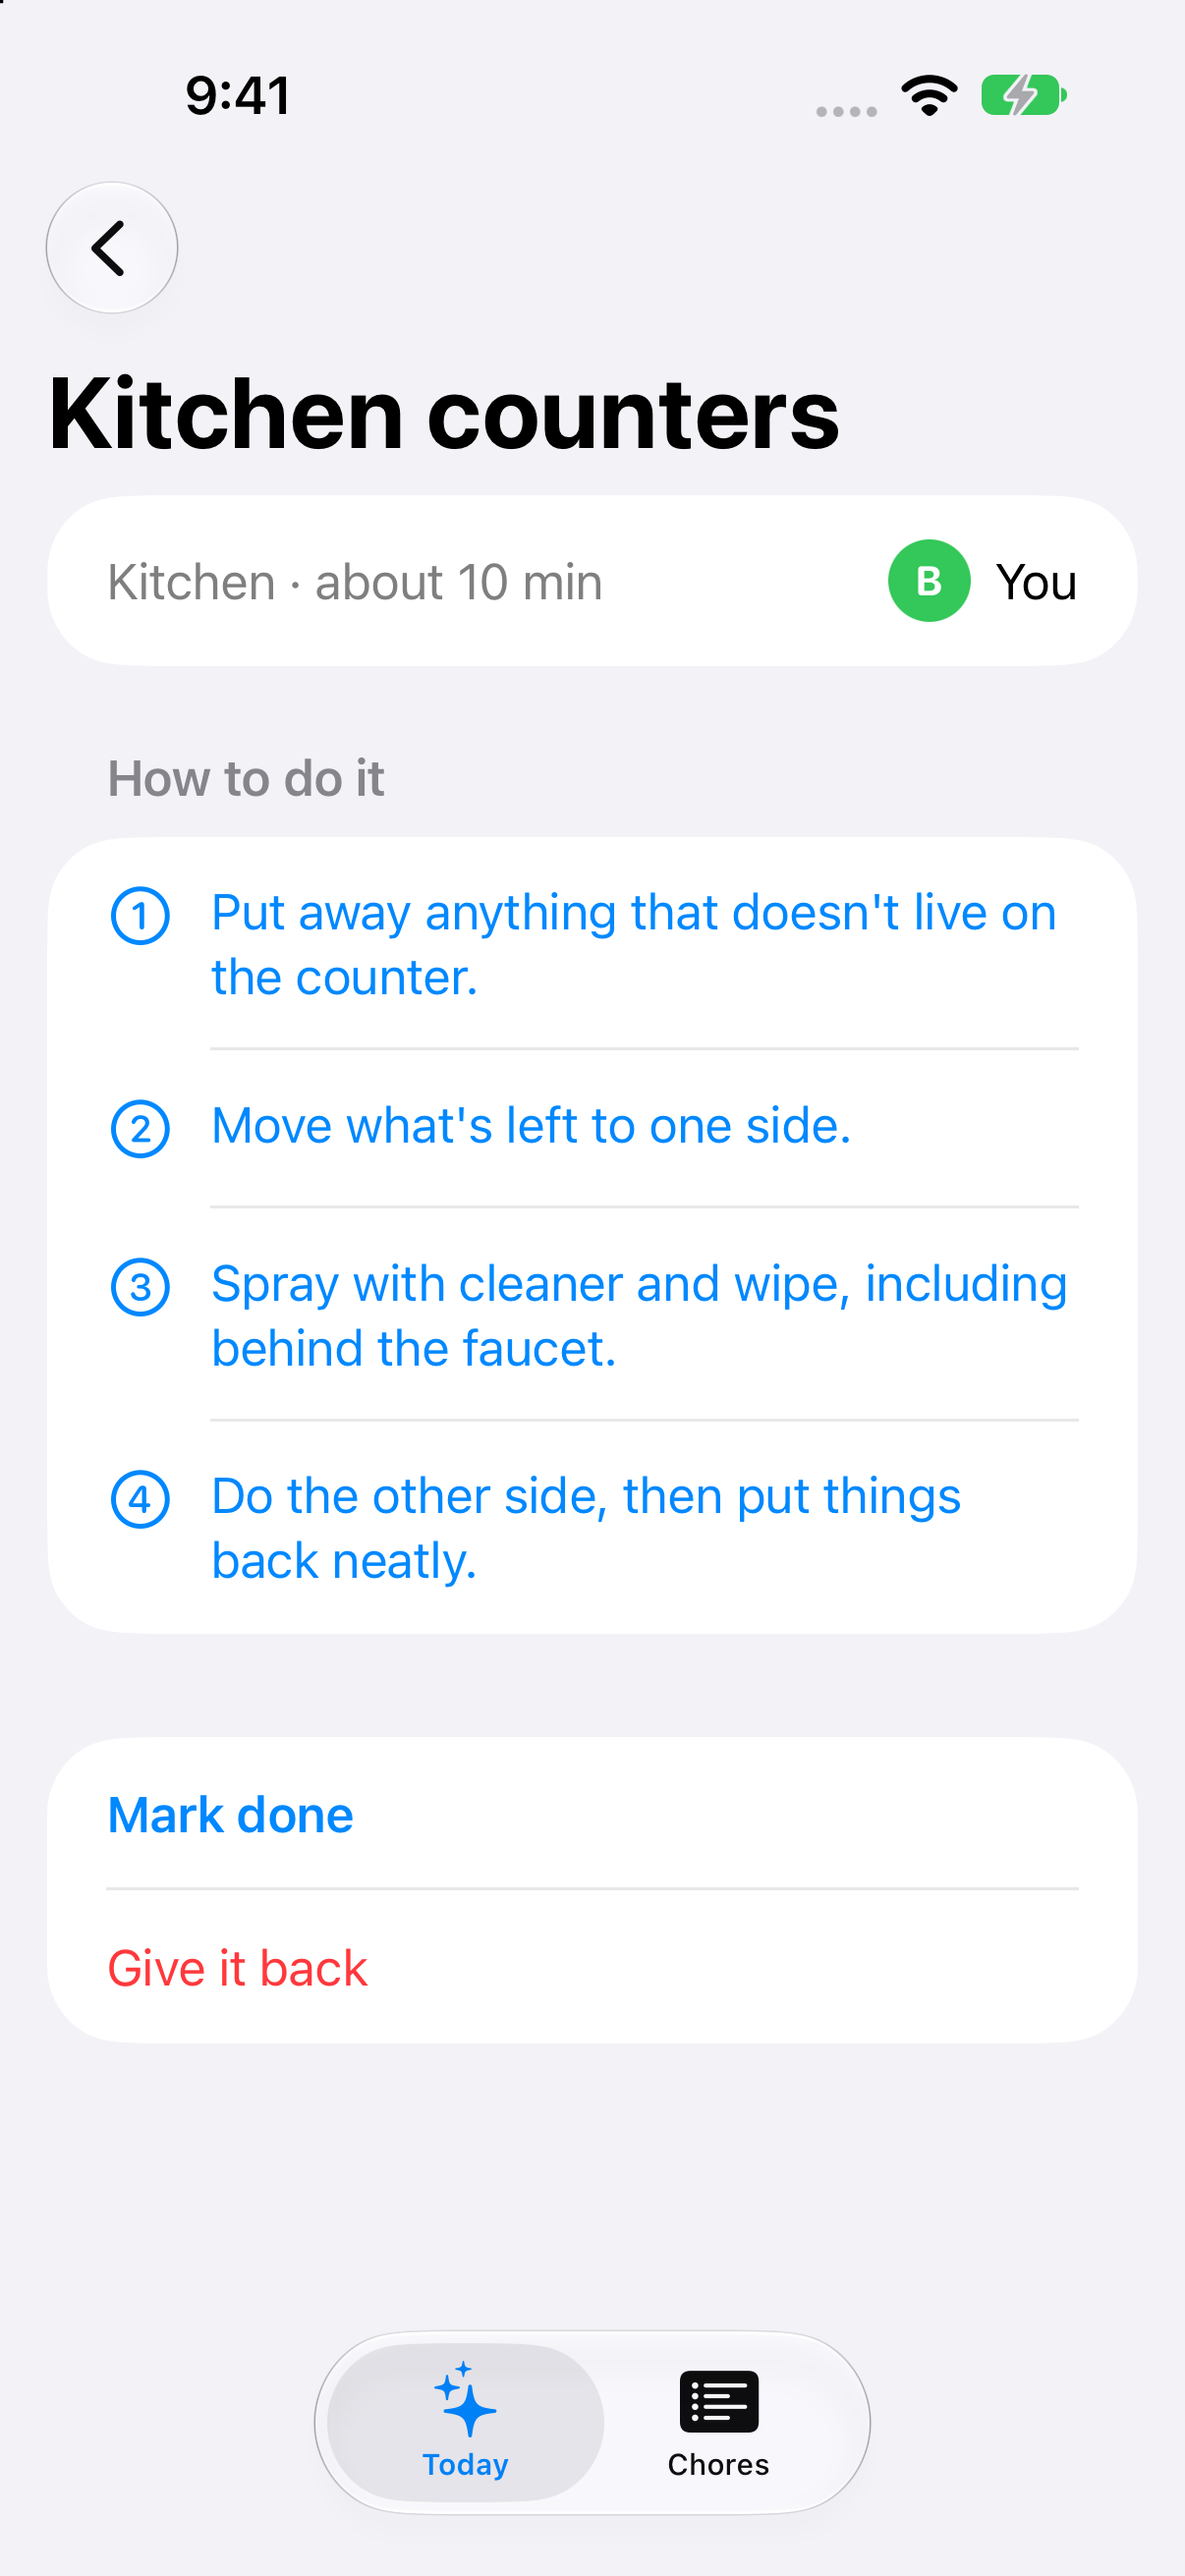 9:41
Kitchen counters
Kitchen · about 10 min
B You
How to do it
1 Put away anything that doesn't live on
the counter.
2 Move what's left to one side.
3 Spray with cleaner and wipe, including
behind the faucet.
4 Do the other side, then put things
back neatly.
Mark done
Give it back
Today Chores